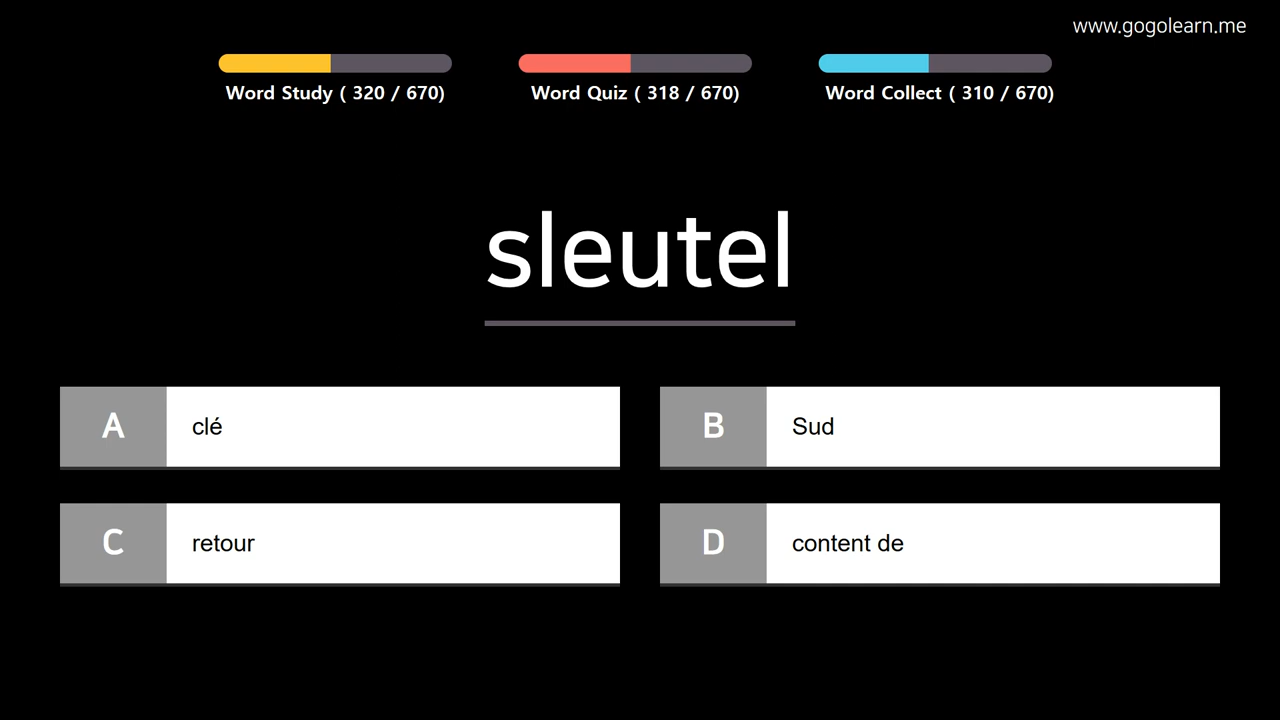 www.gogolearn.me
Word Study ( 320 / 670)
Word Quiz ( 318 / 670)
Word Collect ( 310 / 670)
sleutel
A clé
B Sud
C retour
D content de